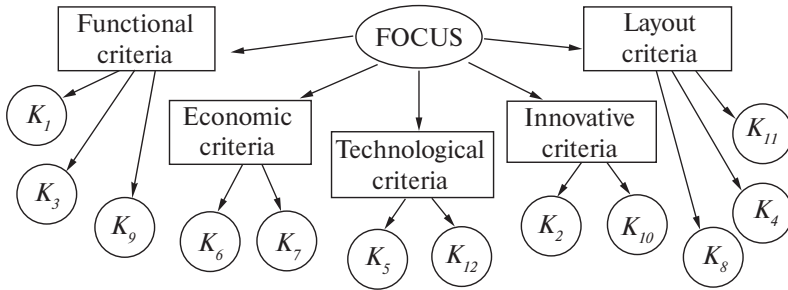 Functional
criteria
FOCUS
Layout
criteria
Economic
criteria
Technological
criteria
Innovative
criteria
K1
K3
K9
K6
K7
K5
K12
K2
K10
K8
K4
K11